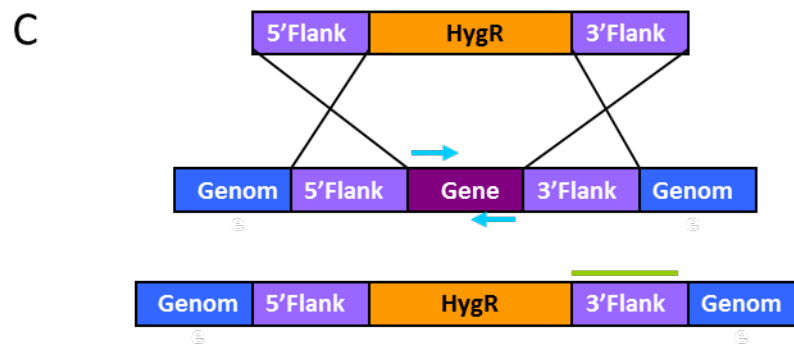 C
5'Flank HygR 3'Flank
Genom 5'Flank Gene 3'Flank Genom
e e
Genom 5'Flank HygR 3'Flank Genom
e e